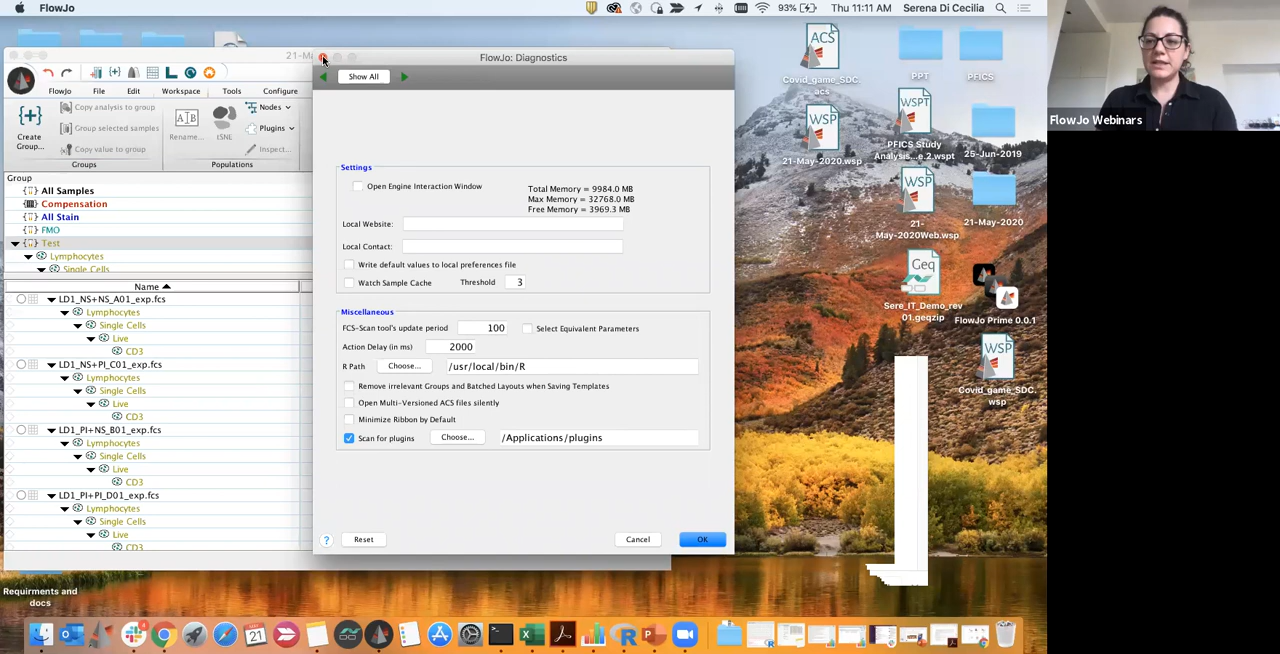 FlowJo
93%
Thu 11:11 AM
Serena Di Cecilia
21-Ma
FlowJo
File
Edit
Workspace
Tools
Configure
Create
Group...
Copy analysis to group
Group selected samples
Copy value to group
Groups
Rename...
tSNE
Nodes
Plugins
Inspect...
Populations
Group
{} All Samples
{} Compensation
{} All Stain
{} FMO
{} Test
Lymphocytes
Single Cells
Name
LD1_NS+NS_A01_exp.fcs
Lymphocytes
Single Cells
Live
CD3
LD1_NS+PI_C01_exp.fcs
Lymphocytes
Single Cells
Live
CD3
LD1_PI+NS_B01_exp.fcs
Lymphocytes
Single Cells
Live
CD3
LD1_PI+PI_D01_exp.fcs
Lymphocytes
Single Cells
Live
CD3
FlowJo: Diagnostics
Show All
Settings
Open Engine Interaction Window
Total Memory = 9984.0 MB
Max Memory = 32768.0 MB
Free Memory = 3969.3 MB
Local Website:
Local Contact:
Write default values to local preferences file
Watch Sample Cache
Threshold 3
Miscellaneous
FCS-Scan tool's update period 100
Select Equivalent Parameters
Action Delay (in ms) 2000
R Path Choose... /usr/local/bin/R
Remove irrelevant Groups and Batched Layouts when Saving Templates
Open Multi-Versioned ACS files silently
Minimize Ribbon by Default
Scan for plugins Choose... /Applications/plugins
? Reset
Cancel
OK
ACS
Covid_game_SDC.
acs
PPT
PFICS
WSP
21-May-2020.wsp
WSPT
PFICS Study
Analysis...e.2.wspt
25-Jun-2019
WSP
21-
May-2020Web.wsp
21-May-2020
Geq
Sere_IT_Demo_rev
01.geqzip
FlowJo Prime 0.0.1
WSP
Covid_game_SDC.
wsp
Requirments and
docs
FlowJo Webinars